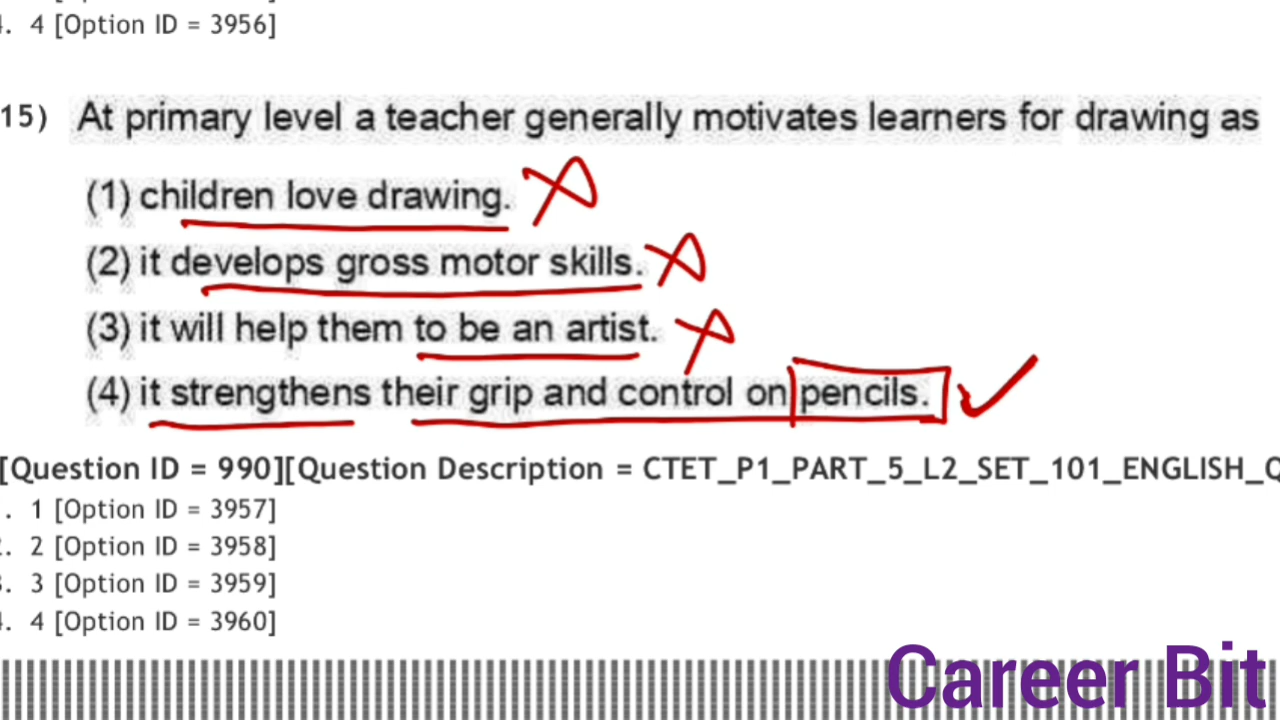 4 [Option ID = 3956]
15) At primary level a teacher generally motivates learners for drawing as
(1) children love drawing.
(2) it develops gross motor skills.
(3) it will help them to be an artist.
(4) it strengthens their grip and control on pencils.
[Question ID = 990][Question Description = CTET_P1_PART_5_L2_SET_101_ENGLISH_Q
. 1 [Option ID = 3957]
. 2 [Option ID = 3958]
. 3 [Option ID = 3959]
. 4 [Option ID = 3960]
Career Bit